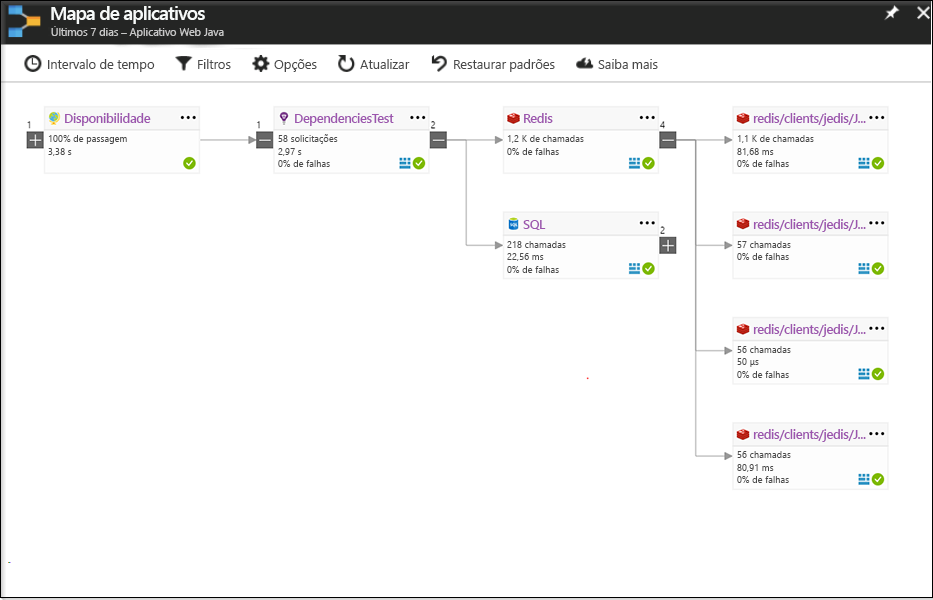 Mapa de aplicativos
Últimos 7 dias – Aplicativo Web Java
Intervalo de tempo
Filtros
Opções
Atualizar
Restaurar padrões
Saiba mais
1
Disponibilidade
100% de passagem
3,38 s
1
DependenciesTest
58 solicitações
2,97 s
0% de falhas
2
Redis
1,2 K de chamadas
0% de falhas
4
SQL
218 chamadas
22,56 ms
0% de falhas
2
redis/clients/jedis/J...
1,1 K de chamadas
81,68 ms
0% de falhas
redis/clients/jedis/J...
57 chamadas
0% de falhas
redis/clients/jedis/J...
56 chamadas
50 µs
0% de falhas
redis/clients/jedis/J...
56 chamadas
80,91 ms
0% de falhas